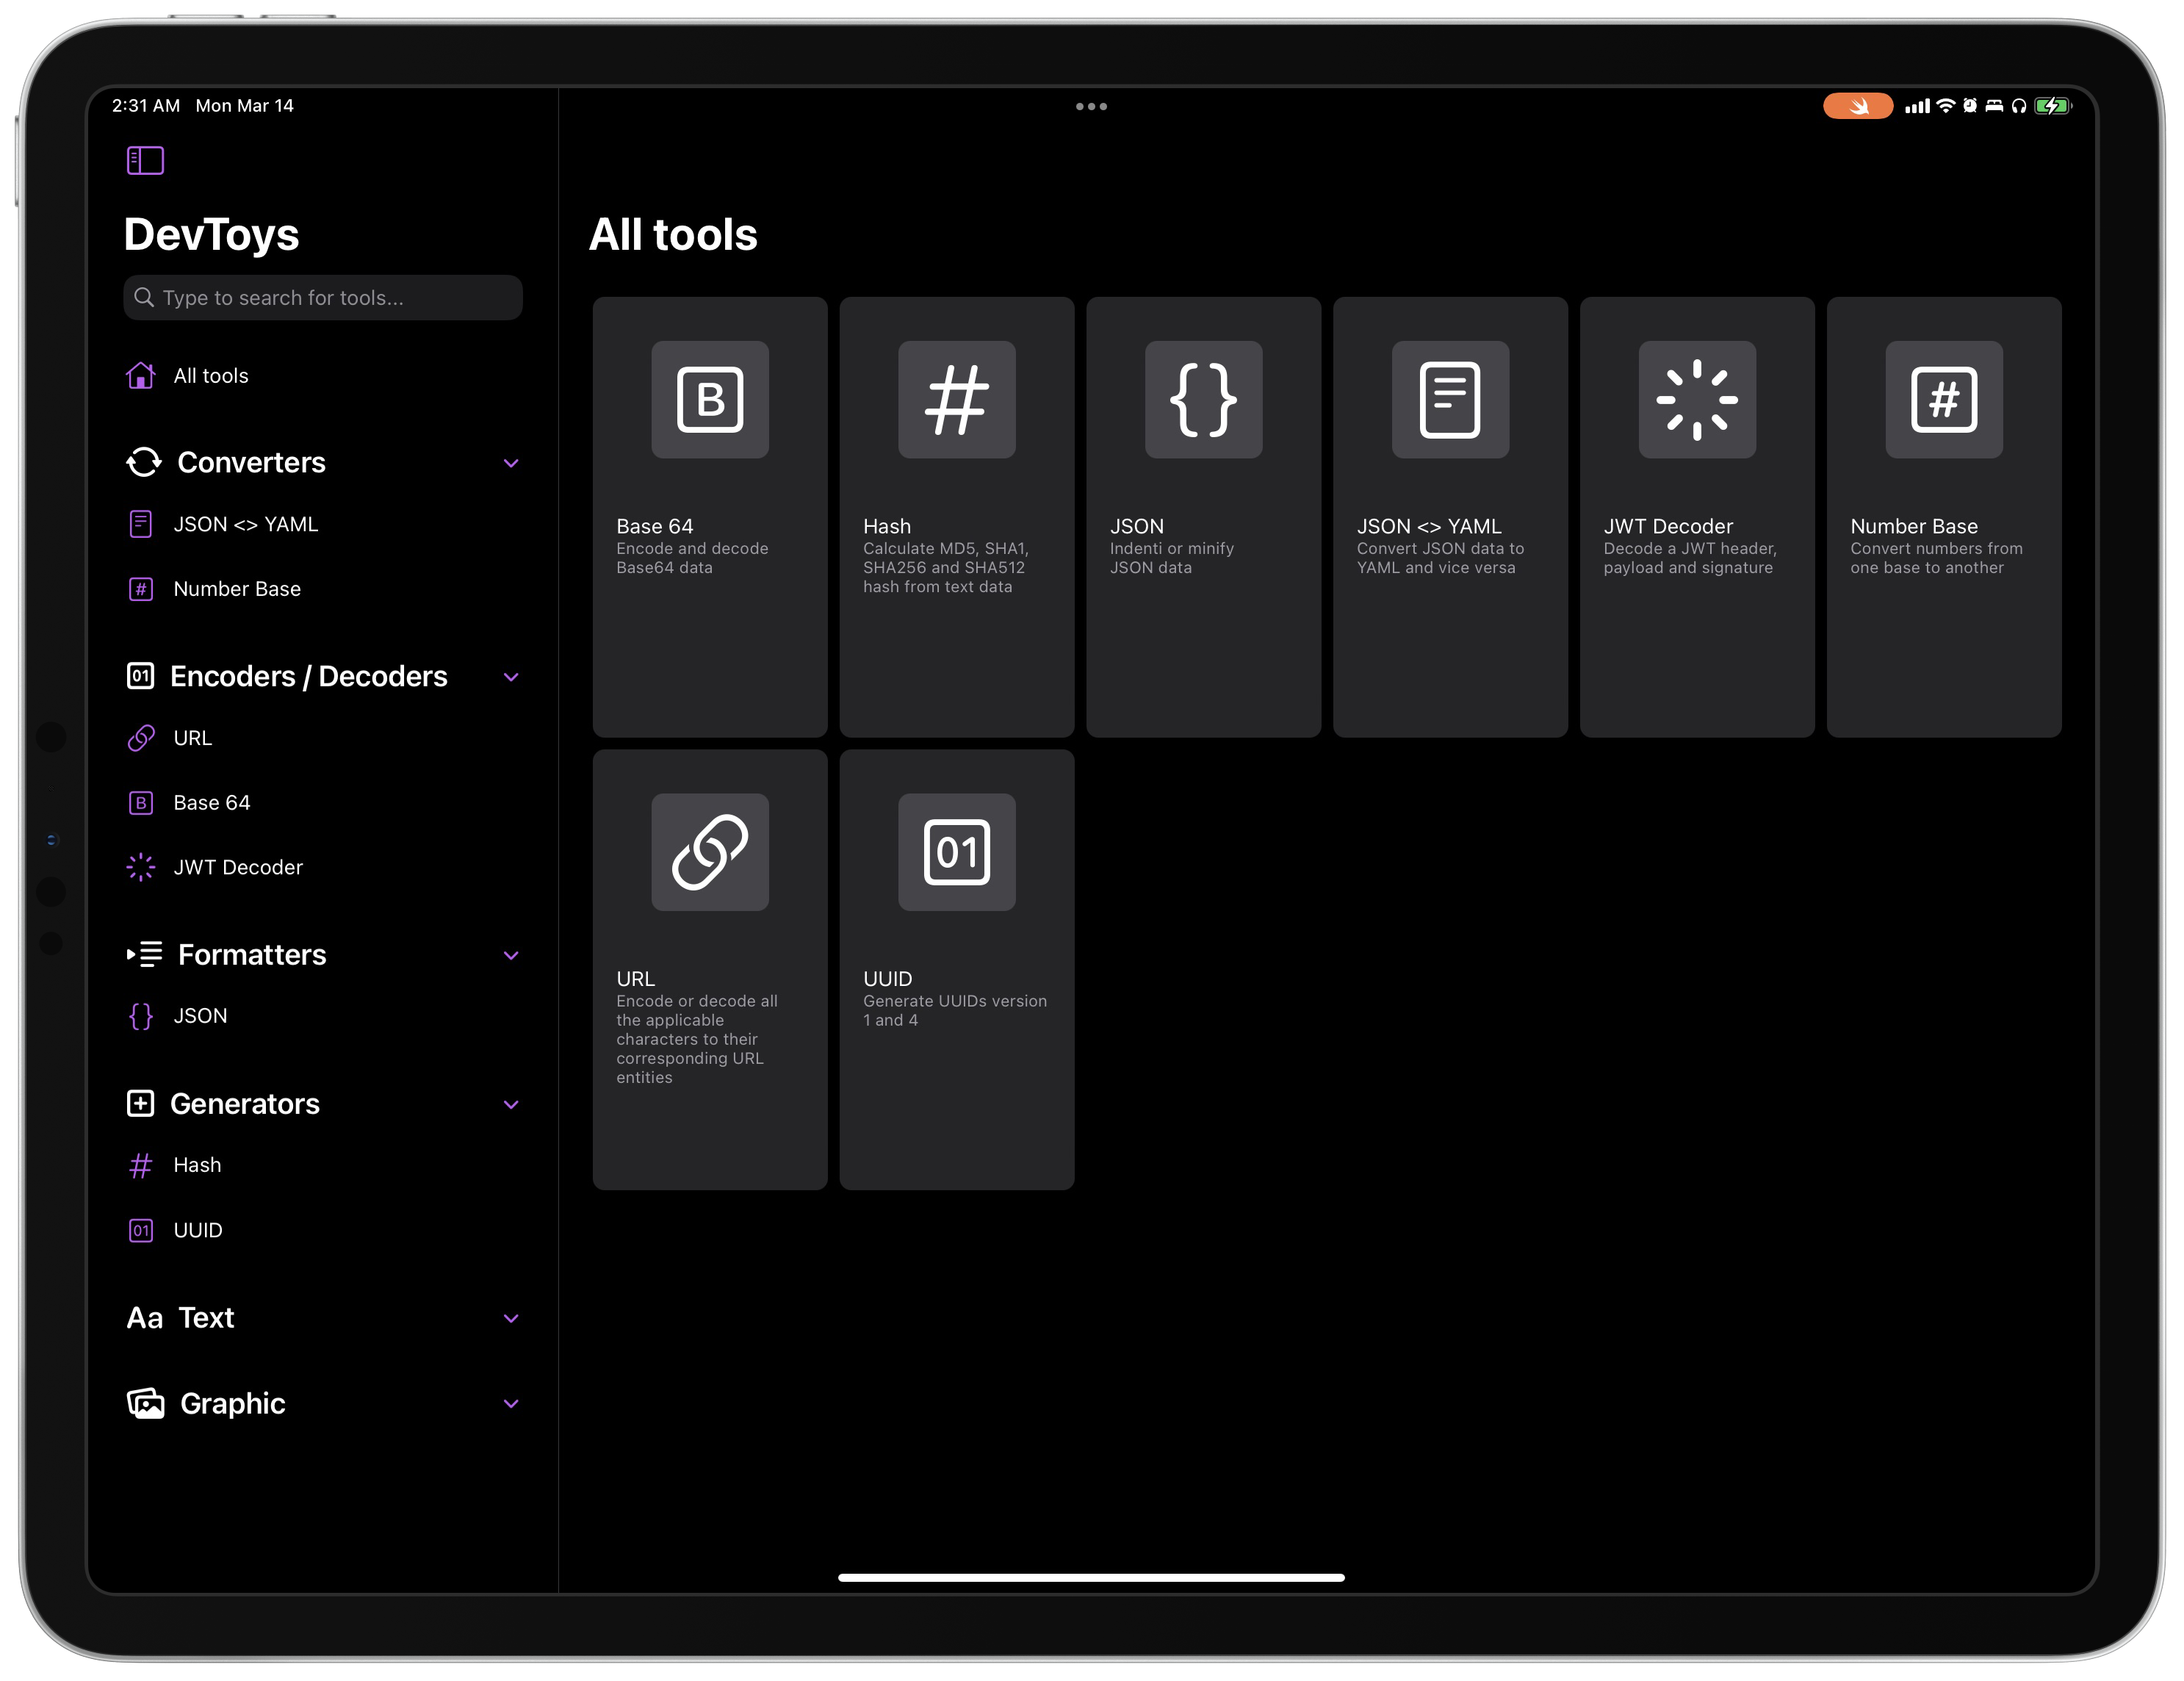 2:31 AM Mon Mar 14
DevToys
Type to search for tools...
All tools
Converters
JSON <> YAML
# Number Base
01 Encoders / Decoders
URL
B Base 64
JWT Decoder
Formatters
{} JSON
Generators
# Hash
01 UUID
Aa Text
Graphic
All tools
B
Base 64
Encode and decode
Base64 data
#
Hash
Calculate MD5, SHA1,
SHA256 and SHA512
hash from text data
{}
JSON
Indenti or minify
JSON data
JSON <> YAML
Convert JSON data to
YAML and vice versa
JWT Decoder
Decode a JWT header,
payload and signature
#
Number Base
Convert numbers from
one base to another
URL
Encode or decode all
the applicable
characters to their
corresponding URL
entities
01
UUID
Generate UUIDs version
1 and 4